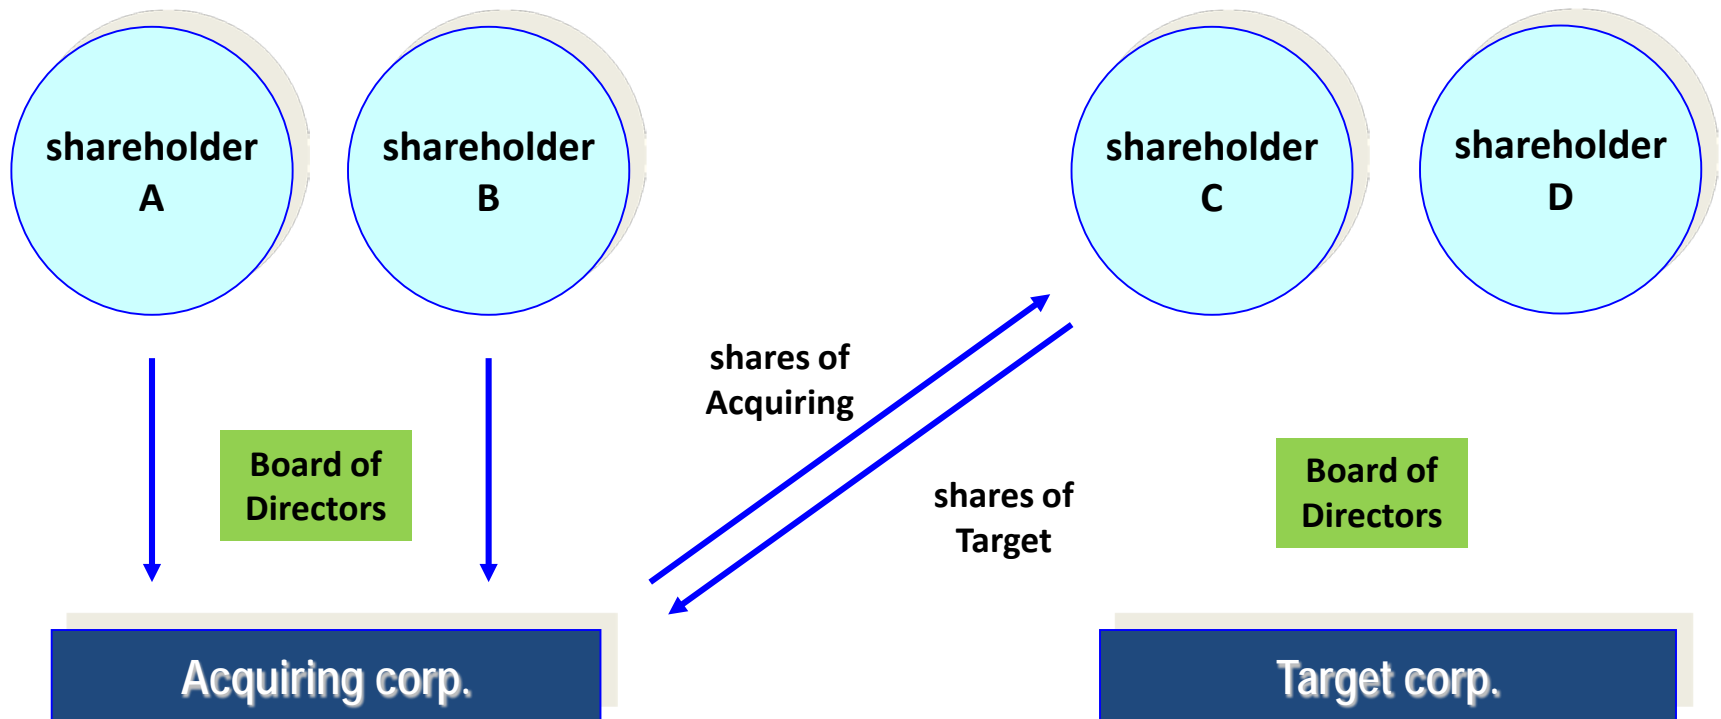 shareholder
A
shareholder
B
shareholder
C
shareholder
D
shares of
Acquiring
Board of
Directors
shares of
Target
Board of
Directors
Acquiring corp.
Target corp.